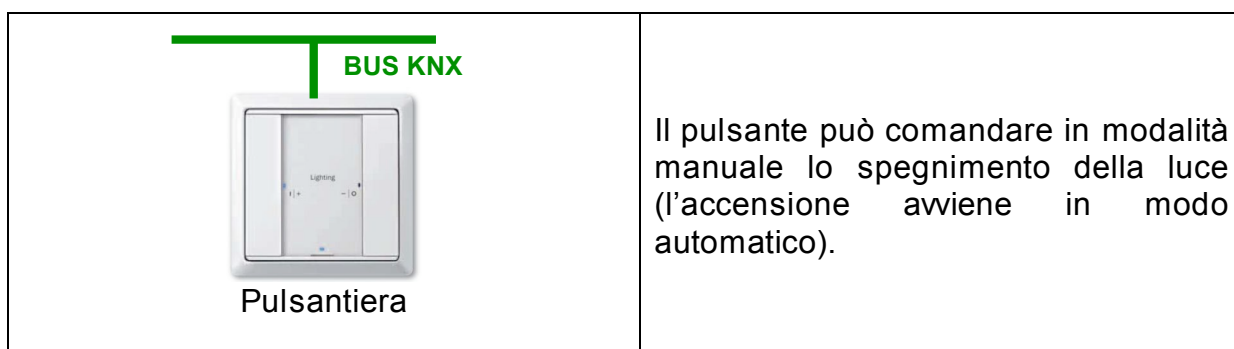 BUS KNX
Lighting
I|+
–|O
Pulsantiera
Il pulsante può comandare in modalità
manuale lo spegnimento della luce
(l'accensione avviene in modo
automatico).